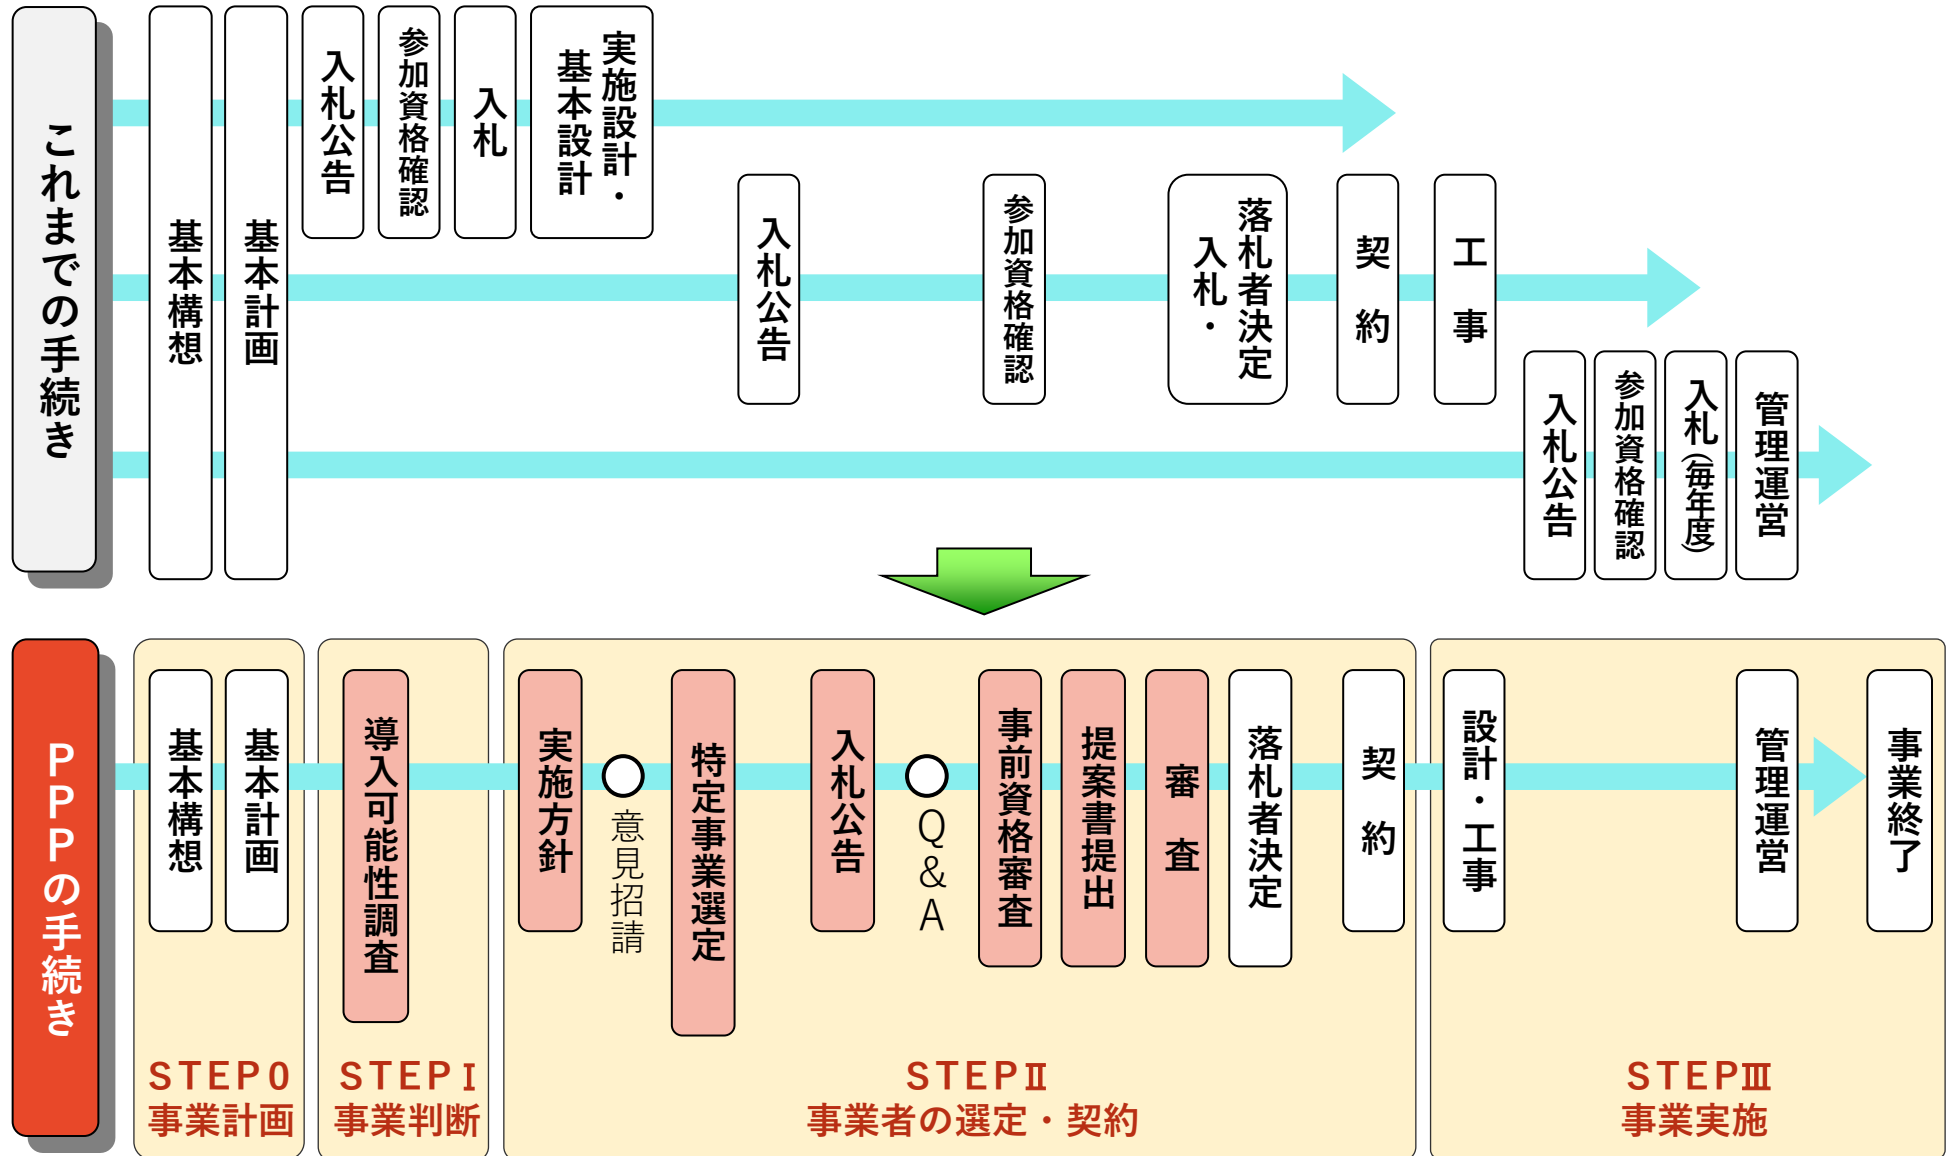 これまでの手続き
基本構想
基本計画
入札公告
参加資格確認
入札
実施設計・
基本設計
入札公告
参加資格確認
落札者決定
入札・
契約
工事
入札公告
参加資格確認
入札(毎年度)
管理運営
ＰＰＰの手続き
基本構想
基本計画
導入可能性調査
実施方針
意見招請
特定事業選定
入札公告
Q&A
事前資格審査
提案書提出
審査
落札者決定
契約
設計・工事
管理運営
事業終了
ＳＴＥＰ０
事業計画
ＳＴＥＰⅠ
事業判断
ＳＴＥＰⅡ
事業者の選定・契約
ＳＴＥＰⅢ
事業実施